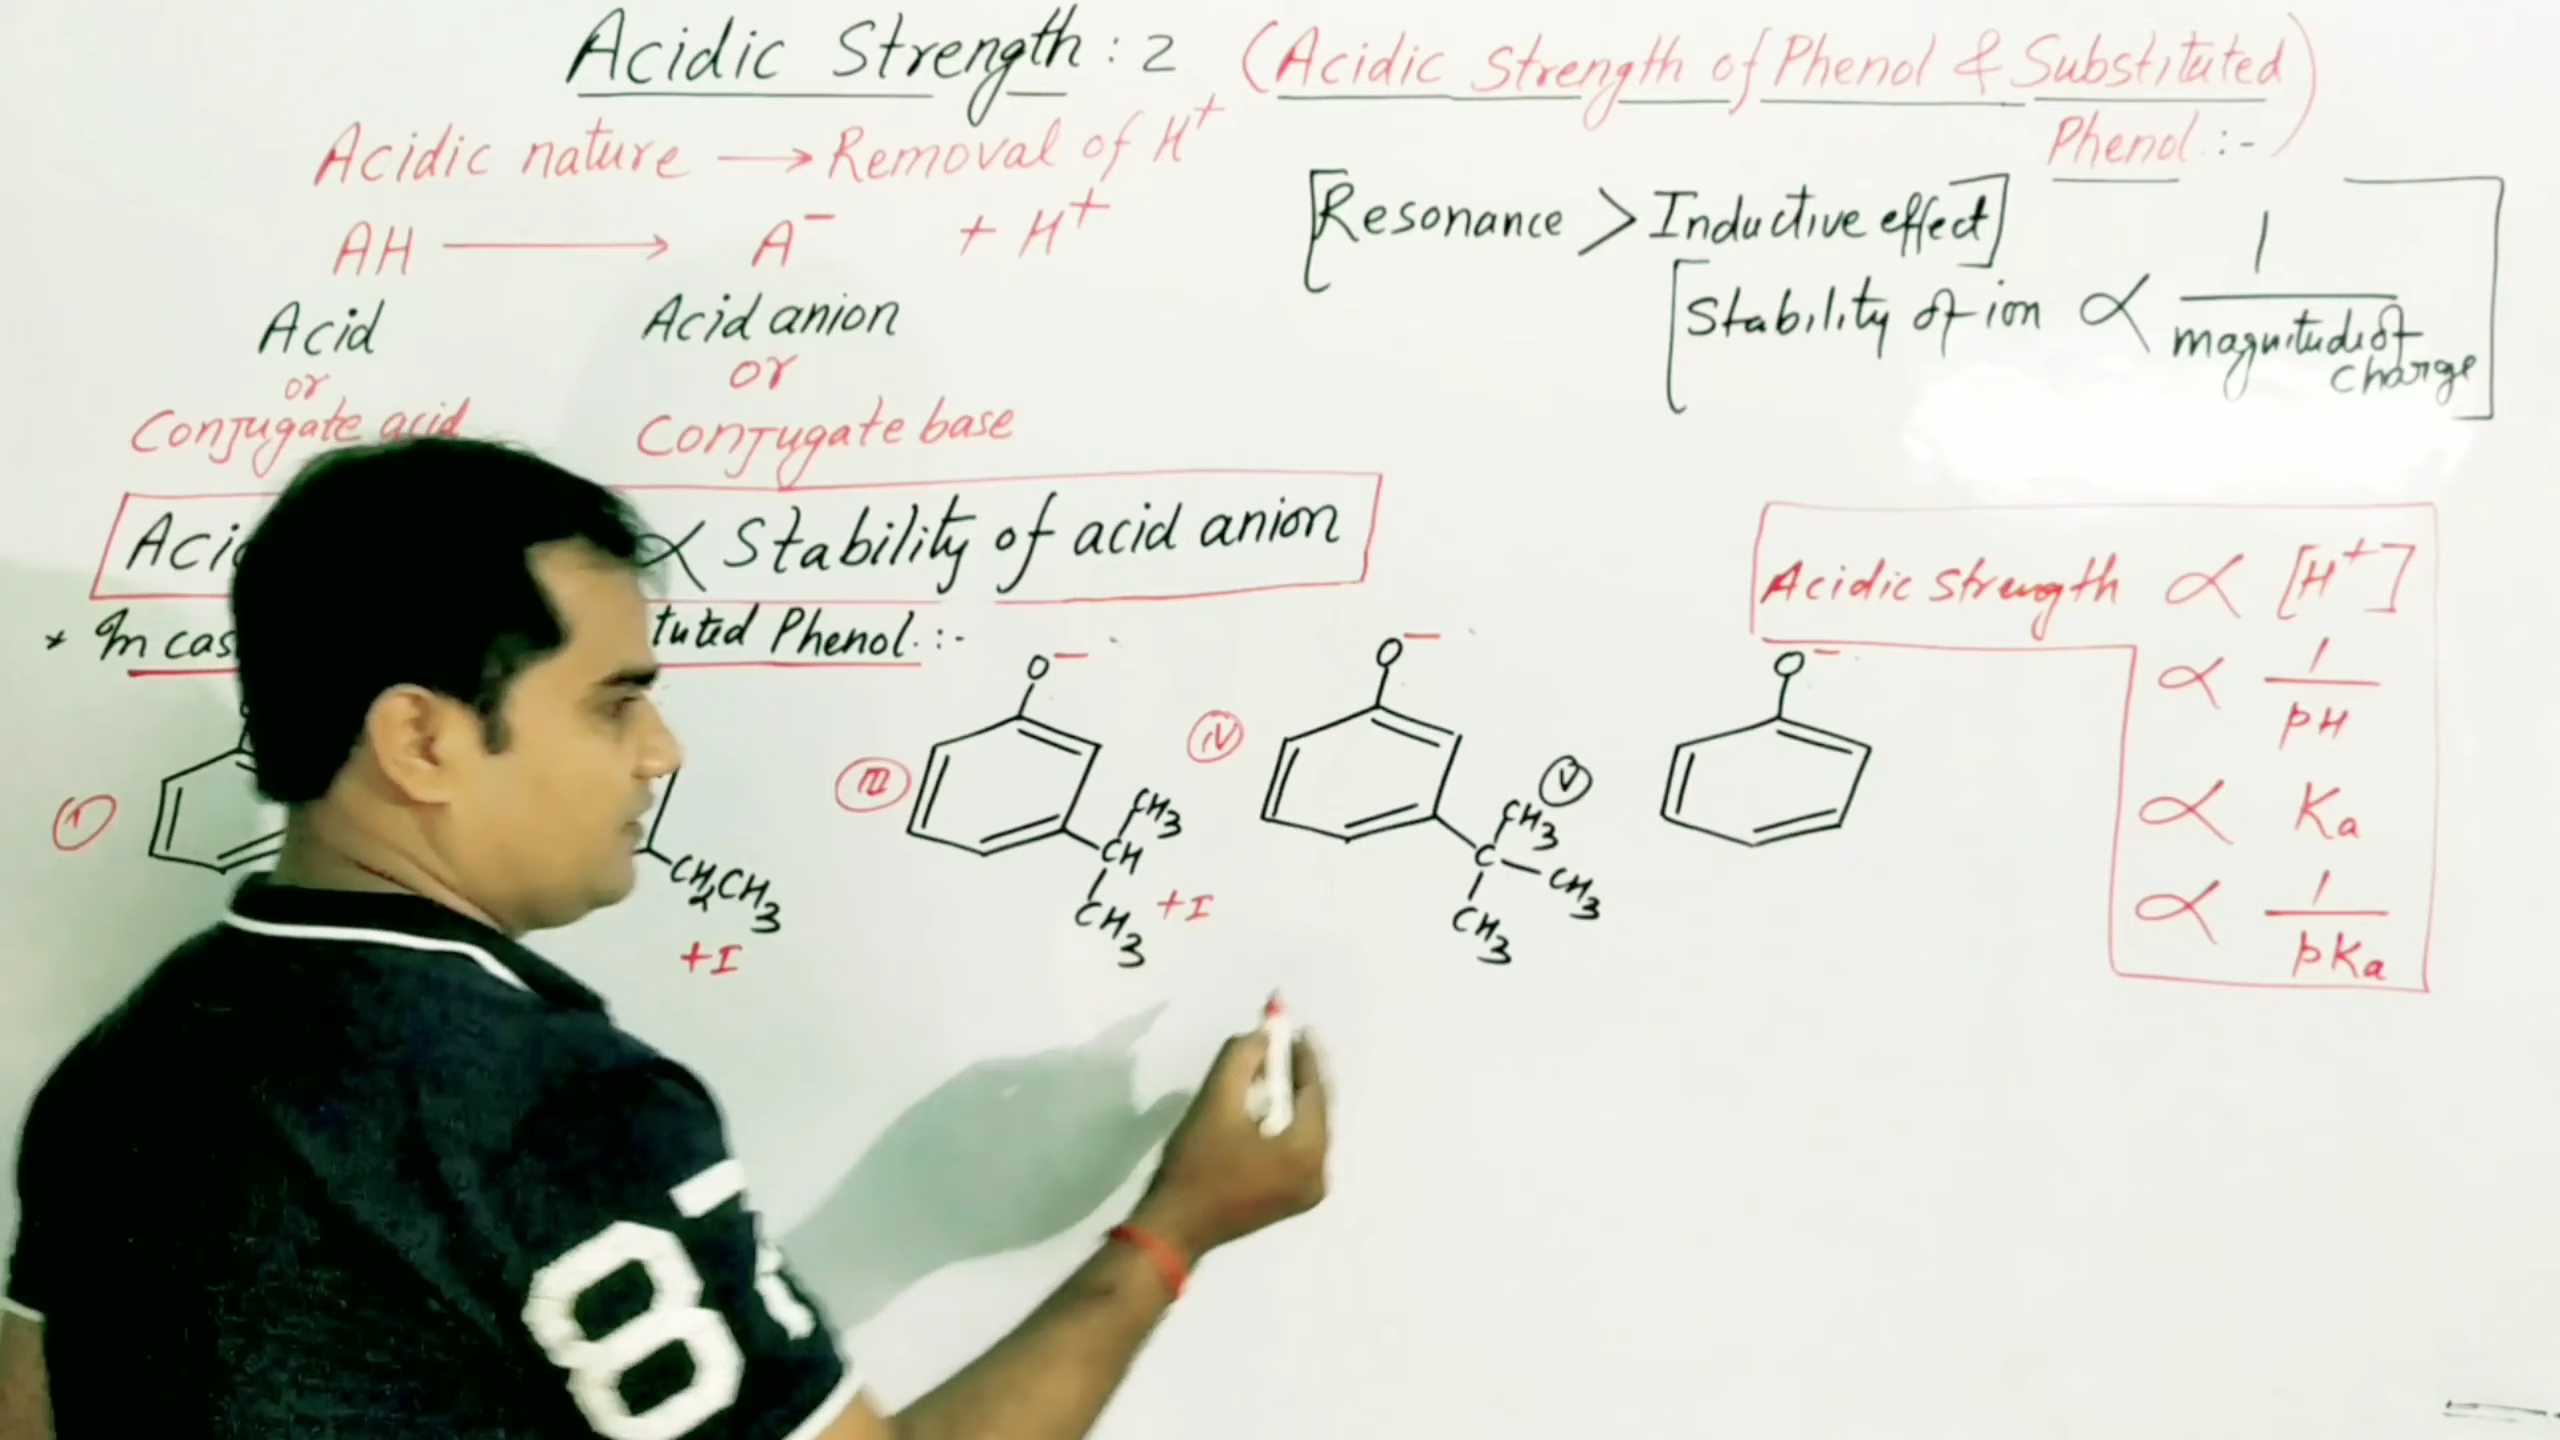 Acidic Strength : 2 (Acidic Strength of Phenol & Substituted
Phenol :-)
Acidic nature → Removal of H⁺
[Resonance > Inductive effect]
AH → A⁻ + H⁺
[Stability of ion ∝ 1 / magnitude of charge]
Acid
Acid anion
or
or
Conjugate acid
Conjugate base
∝ Stability of acid anion
Acidic Strength ∝ [H⁺]
∝ 1 / pH
∝ Ka
∝ 1 / pKa
* In
tuted Phenol :-
I
CH₂CH₃
+I
III
O⁻
CH₃
CH
CH₃
+I
IV
O⁻
CH₃
C
CH₃
CH₃
V
O⁻
78